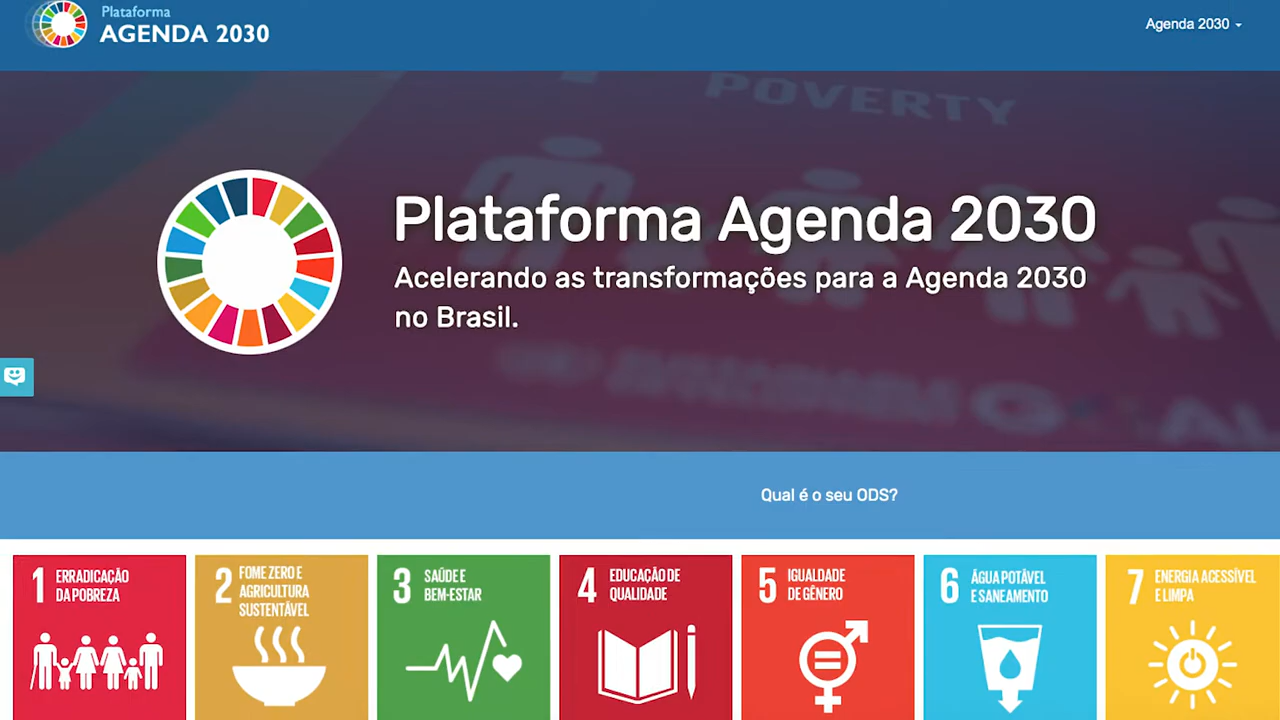 Plataforma
AGENDA 2030
Agenda 2030
POVERTY
Plataforma Agenda 2030
Acelerando as transformações para a Agenda 2030
no Brasil.
Qual é o seu ODS?
1 ERRADICAÇÃO
DA POBREZA
2 FOME ZERO E
AGRICULTURA
SUSTENTÁVEL
3 SAÚDE E
BEM-ESTAR
4 EDUCAÇÃO DE
QUALIDADE
5 IGUALDADE
DE GÊNERO
6 ÁGUA POTÁVEL
E SANEAMENTO
7 ENERGIA ACESSÍVEL
E LIMPA